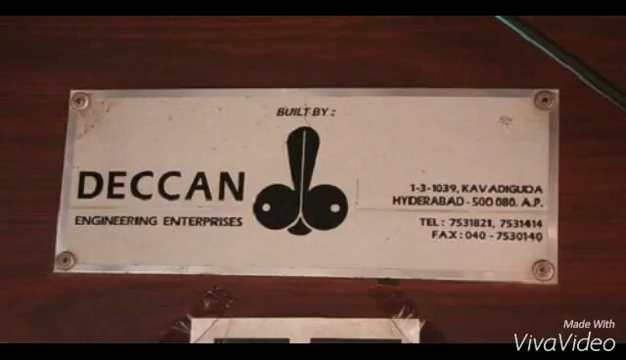 BUILT BY :
DECCAN
ENGINEERING ENTERPRISES
1-3-1039, KAVADIGUDA
HYDERABAD - 500 080. A.P.
TEL : 7531821, 7531414
FAX : 040 - 7530140
Made With
VivaVideo